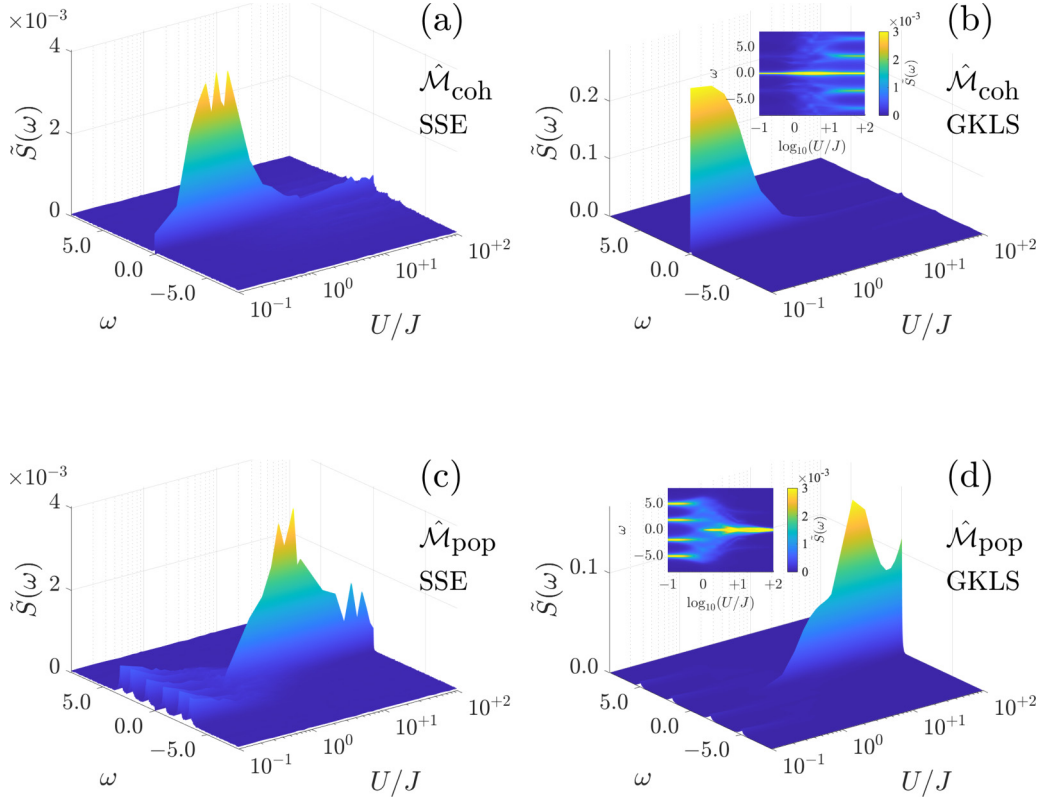 ×10⁻³
(a)
4
2
0
S̃(ω)
M̂coh
SSE
5.0
0.0
−5.0
ω
10⁻¹
10⁰
10⁺¹
10⁺²
U/J
(b)
0.2
0.1
0.0
S̃(ω)
M̂coh
GKLS
5.0
0.0
−5.0
ω
10⁻¹
10⁰
10⁺¹
10⁺²
U/J
×10⁻³
5.0
0.0
−5.0
ω
−1 0 +1 +2
log₁₀(U/J)
3
2
1
0
S̃(ω)
×10⁻³
(c)
4
2
0
S̃(ω)
M̂pop
SSE
5.0
0.0
−5.0
ω
10⁻¹
10⁰
10⁺¹
10⁺²
U/J
(d)
0.1
0.0
S̃(ω)
M̂pop
GKLS
5.0
0.0
−5.0
ω
10⁻¹
10⁰
10⁺¹
10⁺²
U/J
×10⁻³
5.0
0.0
−5.0
ω
−1 0 +1 +2
log₁₀(U/J)
3
2
1
0
S̃(ω)